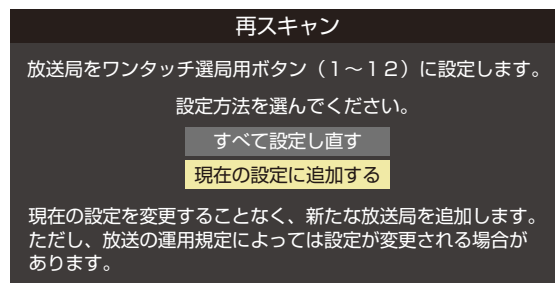 再スキャン
放送局をワンタッチ選局用ボタン（１～１２）に設定します。
設定方法を選んでください。
すべて設定し直す
現在の設定に追加する
現在の設定を変更することなく、新たな放送局を追加します。
ただし、放送の運用規定によっては設定が変更される場合が
あります。